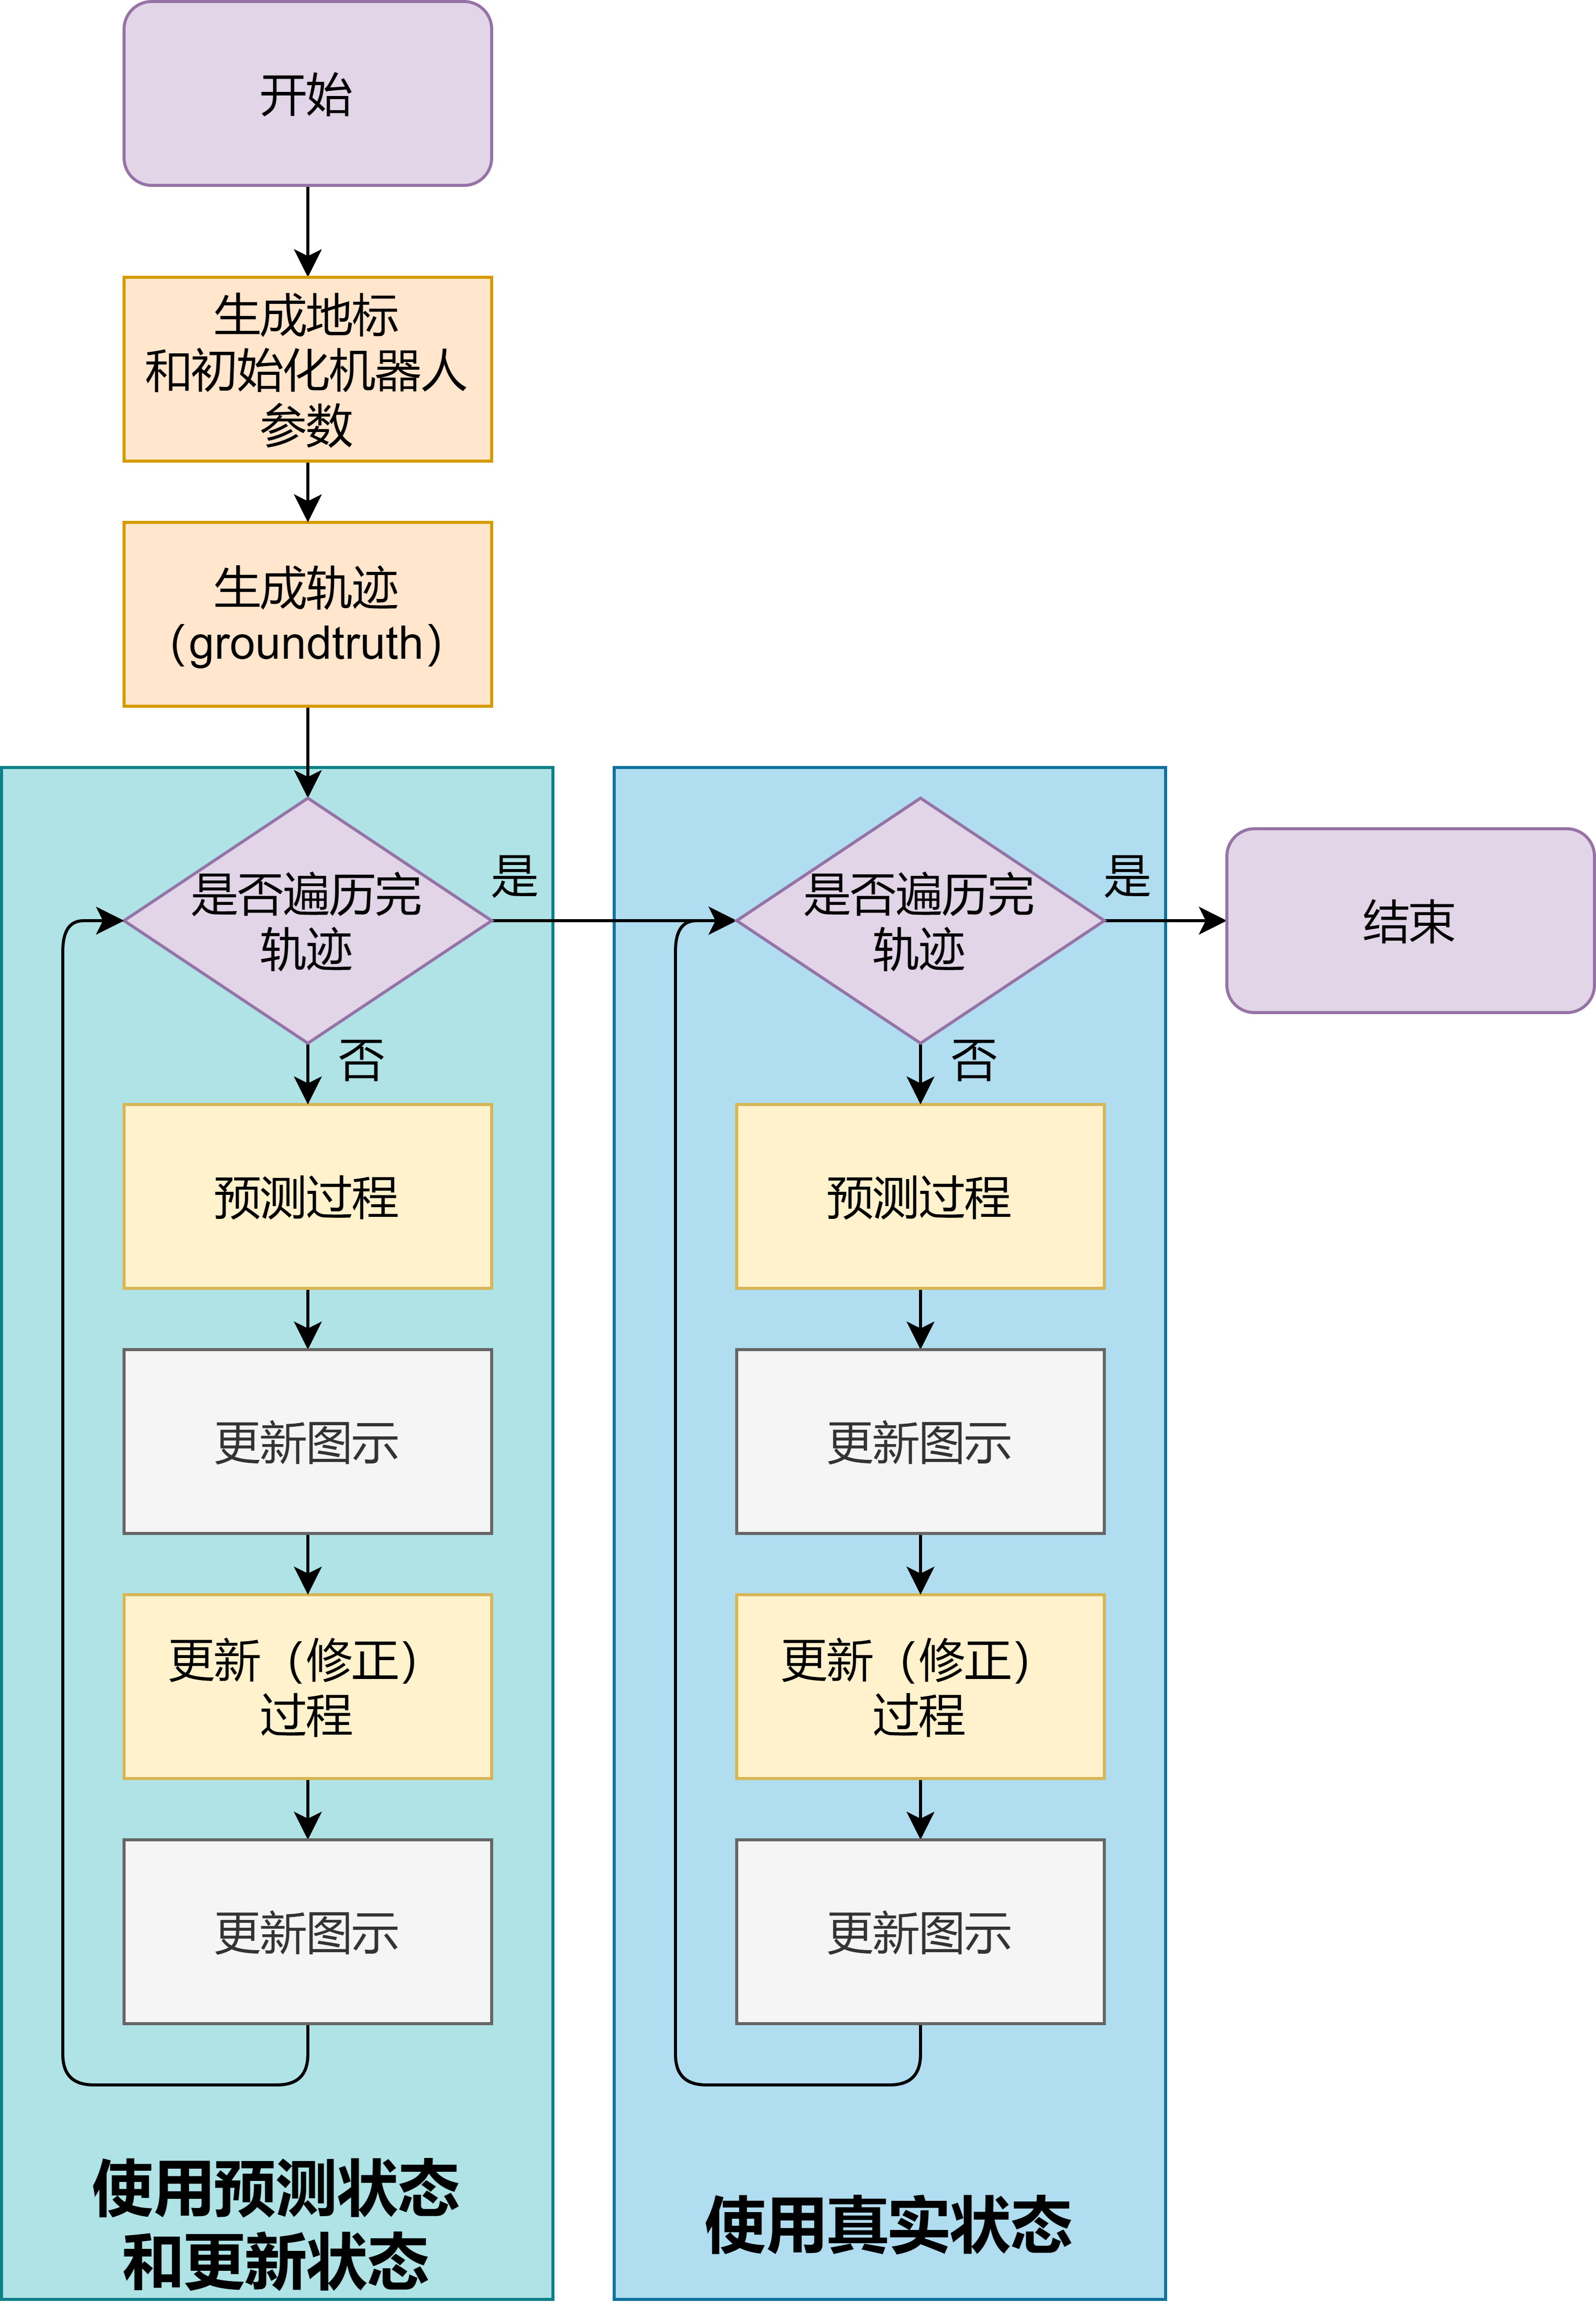 开始
生成地标
和初始化机器人
参数
生成轨迹
（groundtruth）
是否遍历完
轨迹
是
否
预测过程
更新图示
更新（修正）
过程
更新图示
使用预测状态
和更新状态
是否遍历完
轨迹
是
否
预测过程
更新图示
更新（修正）
过程
更新图示
使用真实状态
结束